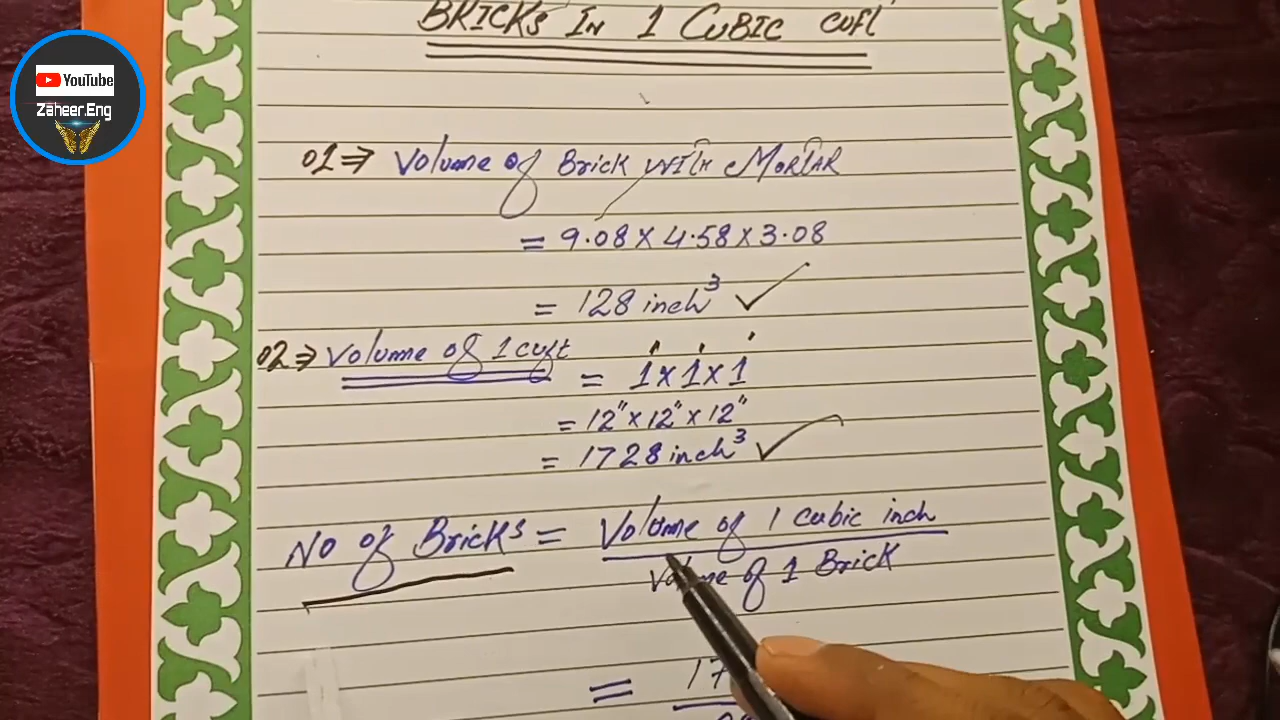 YouTube
Zaheer.Eng
BRICKS IN 1 CUBIC CUFT
01⇒ Volume of Brick WITH MORTAR
= 9.08 x 4.58 x 3.08
= 128 inch³ ✓
02⇒ Volume of 1 cuft = 1' x 1' x 1'
= 12" x 12" x 12"
= 1728 inch³ ✓
No of Bricks = Volume of 1 cubic inch
Volume of 1 Brick
= 17